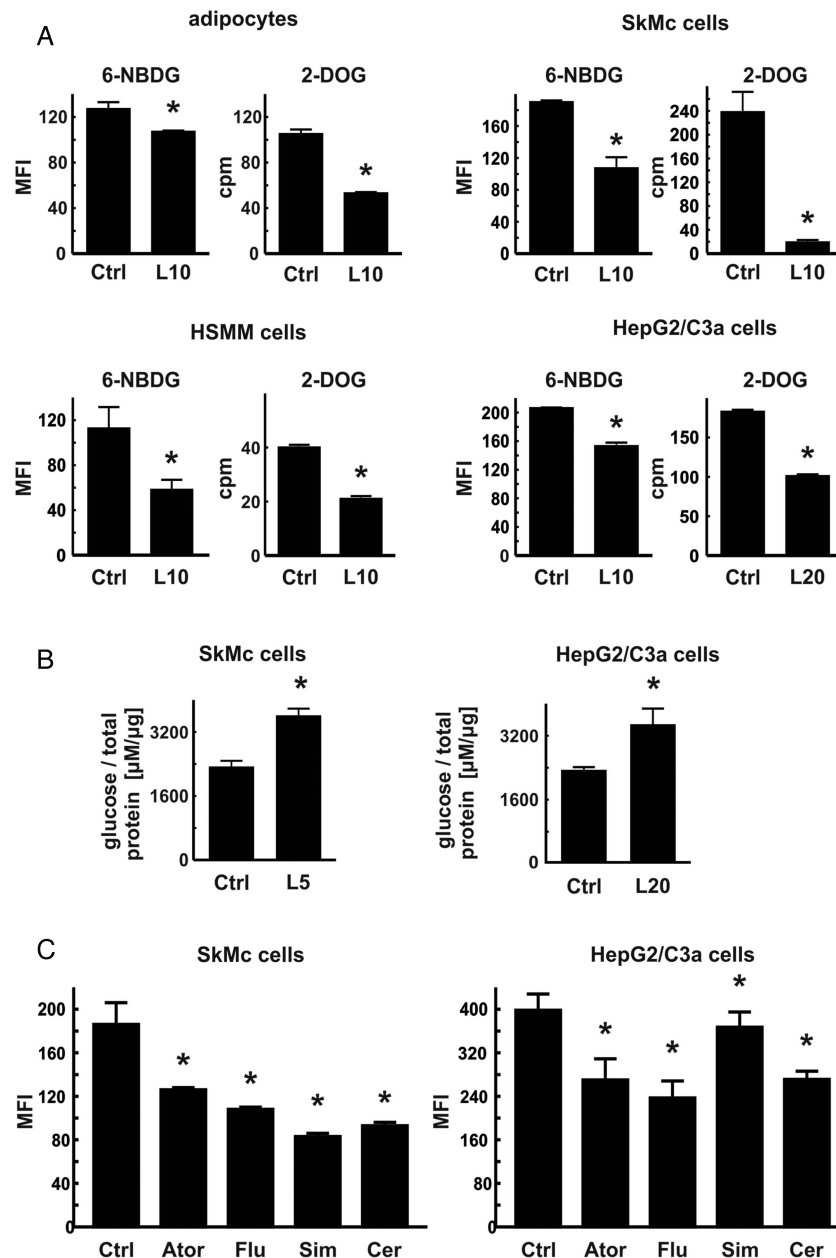 A
adipocytes
6-NBDG
MFI
120
80
40
0
Ctrl L10
*
2-DOG
cpm
120
80
40
0
Ctrl L10
*
SkMc cells
6-NBDG
MFI
160
120
80
40
0
Ctrl L10
*
2-DOG
cpm
240
200
160
120
80
40
0
Ctrl L10
*
HSMM cells
6-NBDG
MFI
120
80
40
0
Ctrl L10
*
2-DOG
cpm
40
20
0
Ctrl L10
*
HepG2/C3a cells
6-NBDG
MFI
200
160
120
80
40
0
Ctrl L10
*
2-DOG
cpm
150
100
50
0
Ctrl L20
*
B
SkMc cells
glucose / total
protein [µM/µg]
3200
1600
0
Ctrl L5
*
HepG2/C3a cells
glucose / total
protein [µM/µg]
3200
1600
0
Ctrl L20
*
C
SkMc cells
MFI
200
160
120
80
40
0
* * * *
Ctrl Ator Flu Sim Cer
HepG2/C3a cells
MFI
400
320
240
160
80
0
* * * *
Ctrl Ator Flu Sim Cer